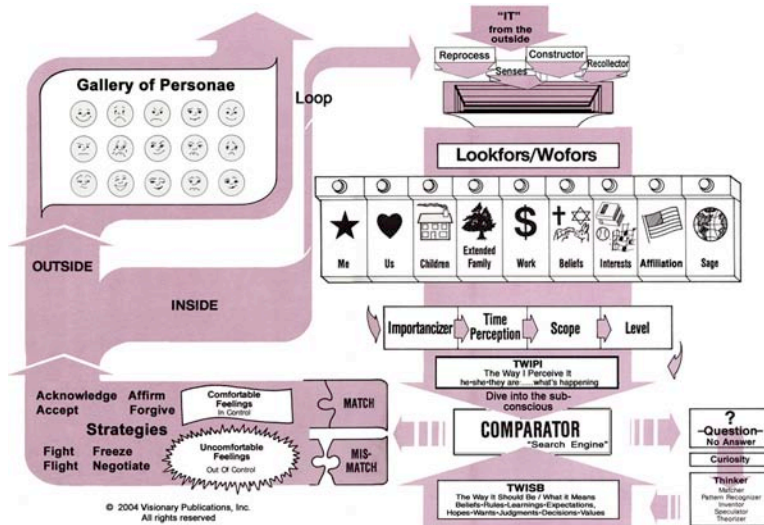 "IT"
from the
outside
Reprocess
Senses
Constructor
Recollector
Gallery of Personae
Loop
Lookfors/Wofors
Me
Us
Children
Extended
Family
Work
Beliefs
Interests
Affiliation
Sage
OUTSIDE
INSIDE
Importancizer
Time
Perception
Scope
Level
TWIPI
The Way I Perceive It
he-she-they are.....what's happening
Dive into the sub-
conscious
COMPARATOR
"Search Engine"
Acknowledge Affirm
Accept Forgive
Strategies
Fight Freeze
Flight Negotiate
Comfortable
Feelings
In Control
Uncomfortable
Feelings
Out Of Control
MATCH
MIS-
MATCH
?
-Question-
No Answer
Curiosity
Thinker
Matcher
Pattern Recognizer
Inventor
Speculator
Theorizer
TWISB
The Way It Should Be / What it Means
Beliefs-Rules-Learnings-Expectations,
Hopes-Wants-Judgments-Decisions-Values
© 2004 Visionary Publications, Inc.
All rights reserved